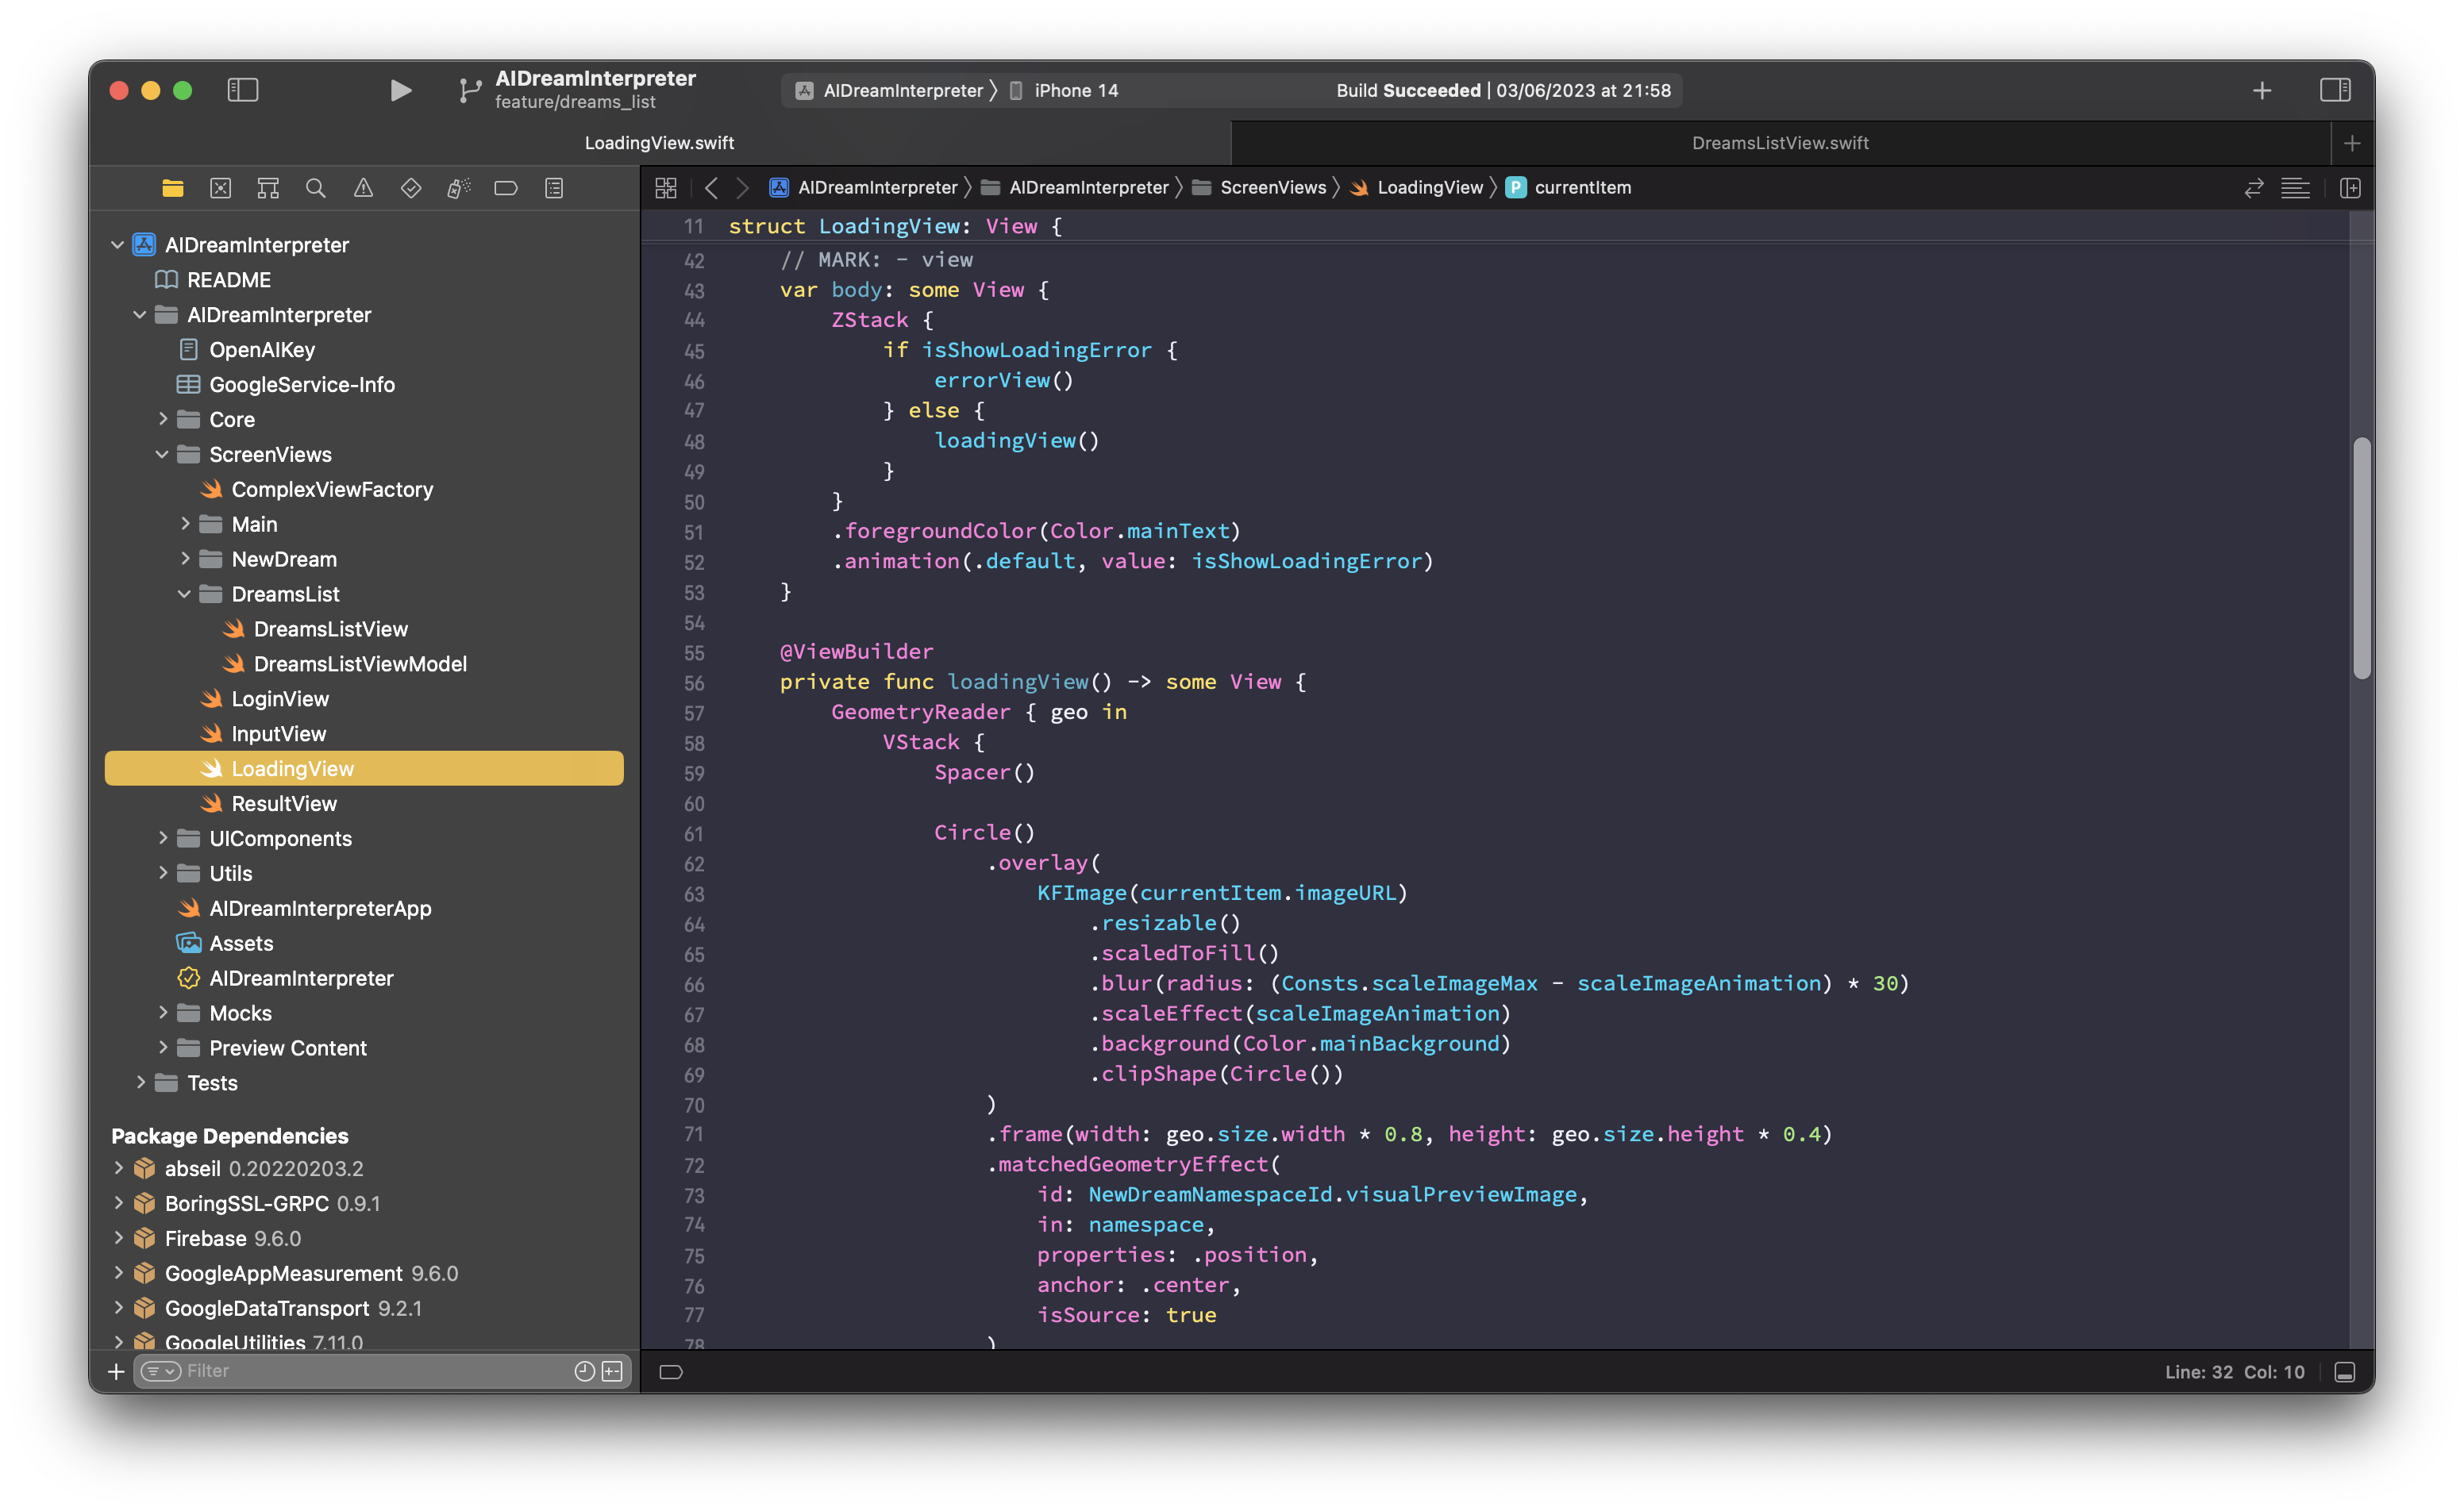 AIDreamInterpreter
feature/dreams_list
AIDreamInterpreter 〉 iPhone 14
Build Succeeded | 03/06/2023 at 21:58
LoadingView.swift
DreamsListView.swift
AIDreamInterpreter
README
AIDreamInterpreter
OpenAIKey
GoogleService-Info
Core
ScreenViews
ComplexViewFactory
Main
NewDream
DreamsList
DreamsListView
DreamsListViewModel
LoginView
InputView
LoadingView
ResultView
UIComponents
Utils
AIDreamInterpreterApp
Assets
AIDreamInterpreter
Mocks
Preview Content
Tests
Package Dependencies
abseil 0.20220203.2
BoringSSL-GRPC 0.9.1
Firebase 9.6.0
GoogleAppMeasurement 9.6.0
GoogleDataTransport 9.2.1
GoogleUtilities 7.11.0
Filter
AIDreamInterpreter 〉 AIDreamInterpreter 〉 ScreenViews 〉 LoadingView 〉 P currentItem
11 struct LoadingView: View {
42     // MARK: - view
43     var body: some View {
44         ZStack {
45             if isShowLoadingError {
46                 errorView()
47             } else {
48                 loadingView()
49             }
50         }
51         .foregroundColor(Color.mainText)
52         .animation(.default, value: isShowLoadingError)
53     }
54
55     @ViewBuilder
56     private func loadingView() -> some View {
57         GeometryReader { geo in
58             VStack {
59                 Spacer()
60
61                 Circle()
62                     .overlay(
63                         KFImage(currentItem.imageURL)
64                             .resizable()
65                             .scaledToFill()
66                             .blur(radius: (Consts.scaleImageMax - scaleImageAnimation) * 30)
67                             .scaleEffect(scaleImageAnimation)
68                             .background(Color.mainBackground)
69                             .clipShape(Circle())
70                     )
71                     .frame(width: geo.size.width * 0.8, height: geo.size.height * 0.4)
72                     .matchedGeometryEffect(
73                         id: NewDreamNamespaceId.visualPreviewImage,
74                         in: namespace,
75                         properties: .position,
76                         anchor: .center,
77                         isSource: true
78                     )
Line: 32 Col: 10